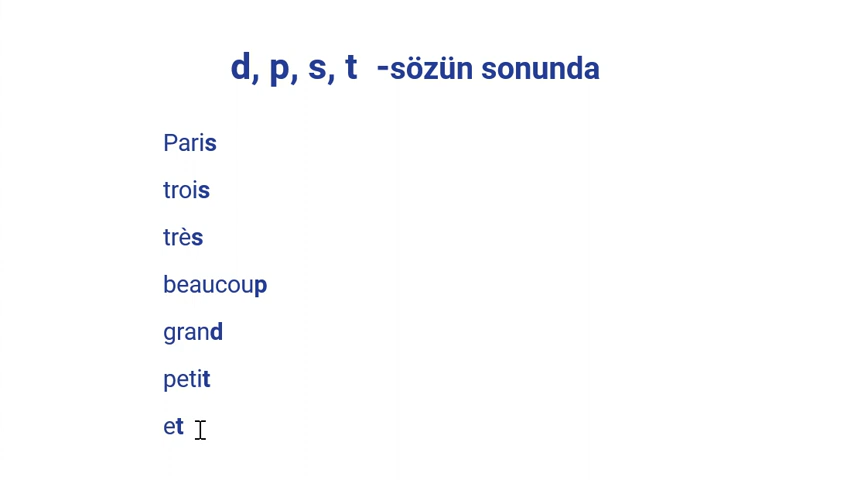 d, p, s, t -sözün sonunda
Paris
trois
très
beaucoup
grand
petit
et